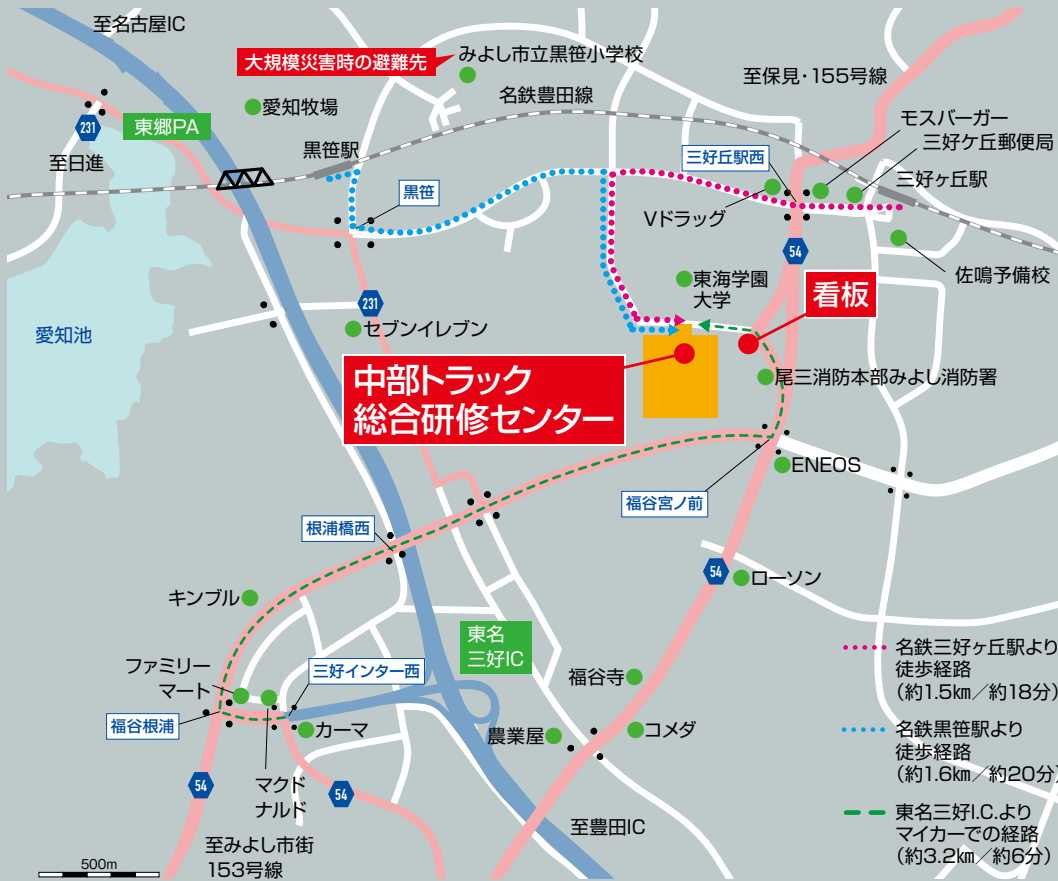 至名古屋IC
大規模災害時の避難先
みよし市立黒笹小学校
至保見・155号線
愛知牧場
名鉄豊田線
モスバーガー
231
東郷PA
三好ケ丘郵便局
至日進
黒笹駅
三好丘駅西
三好ヶ丘駅
黒笹
Vドラッグ
54
佐鳴予備校
東海学園
大学
看板
231
愛知池
セブンイレブン
中部トラック
総合研修センター
尾三消防本部みよし消防署
ENEOS
福谷宮ノ前
根浦橋西
54
ローソン
キンブル
東名
三好IC
ファミリー
マート
三好インター西
福谷寺
福谷根浦
カーマ
農業屋
コメダ
54
マクド
ナルド
54
至豊田IC
至みよし市街
153号線
500m
名鉄三好ヶ丘駅より
徒歩経路
(約1.5km/約18分)
名鉄黒笹駅より
徒歩経路
(約1.6km/約20分)
東名三好I.C.より
マイカーでの経路
(約3.2km/約6分)